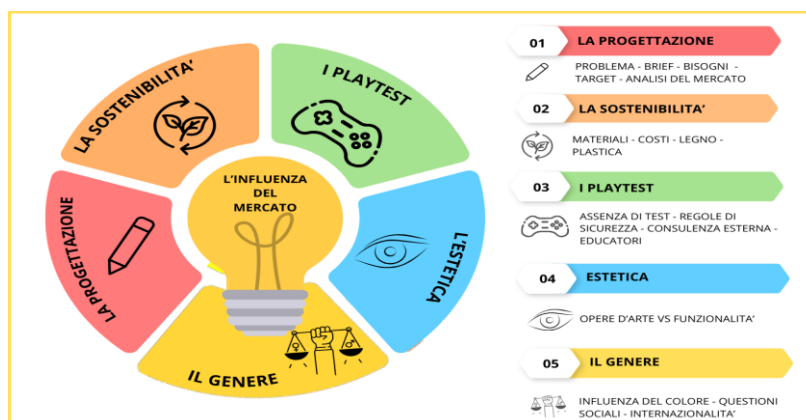 LA SOSTENIBILITA'
I PLAYTEST
L'INFLUENZA
DEL
MERCATO
LA PROGETTAZIONE
L'ESTETICA
IL GENERE
01 LA PROGETTAZIONE
PROBLEMA - BRIEF - BISOGNI -
TARGET - ANALISI DEL MERCATO
02 LA SOSTENIBILITA'
MATERIALI - COSTI - LEGNO -
PLASTICA
03 I PLAYTEST
ASSENZA DI TEST - REGOLE DI
SICUREZZA - CONSULENZA ESTERNA -
EDUCATORI
04 ESTETICA
OPERE D'ARTE VS FUNZIONALITA'
05 IL GENERE
INFLUENZA DEL COLORE - QUESTIONI
SOCIALI - INTERNAZIONALITA'